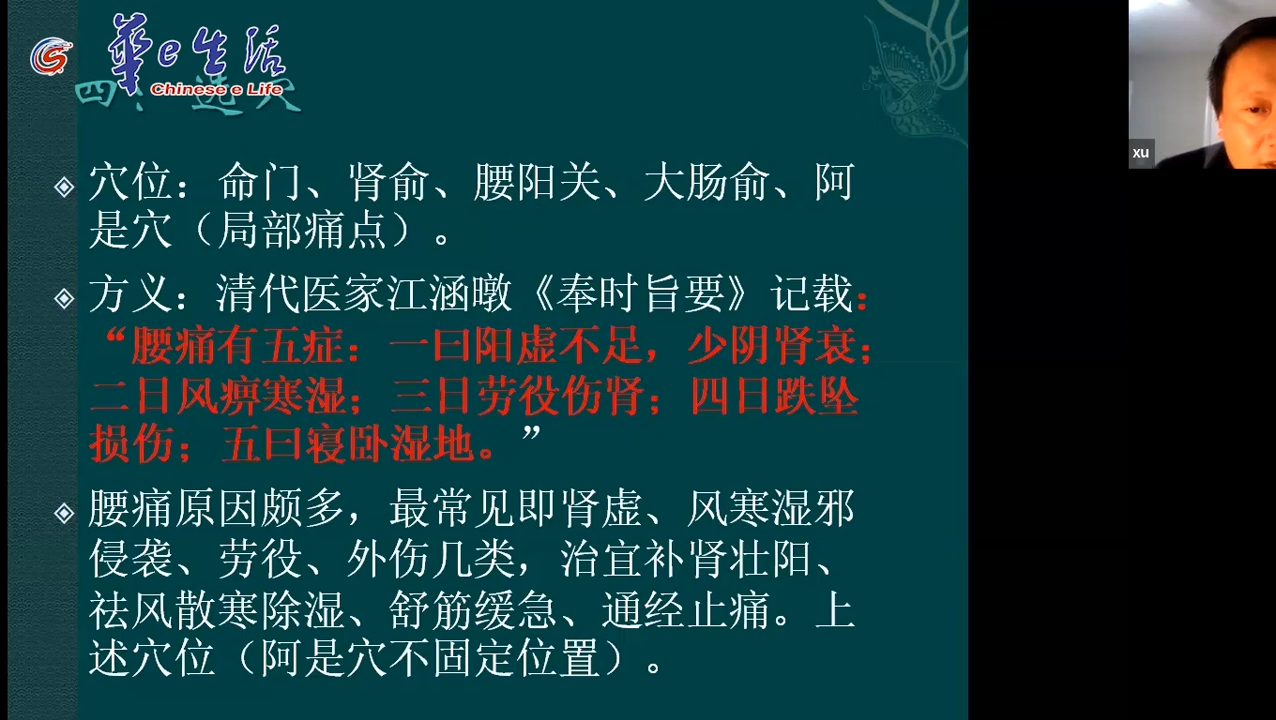 華e生活
Chinese e Life
四、选穴
xu
穴位：命门、肾俞、腰阳关、大肠俞、阿
是穴（局部痛点）。
方义：清代医家江涵暾《奉时旨要》记载：
“腰痛有五症：一曰阳虚不足，少阴肾衰；
二日风痹寒湿；三日劳役伤肾；四日跌坠
损伤；五曰寝卧湿地。”
腰痛原因颇多，最常见即肾虚、风寒湿邪
侵袭、劳役、外伤几类，治宜补肾壮阳、
祛风散寒除湿、舒筋缓急、通经止痛。上
述穴位（阿是穴不固定位置）。